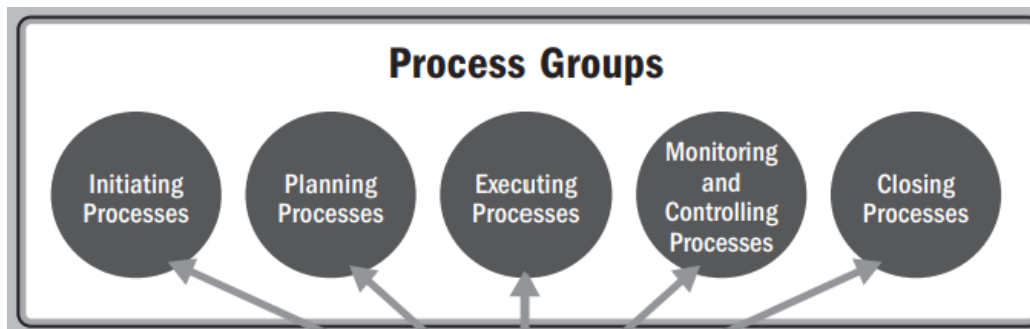 Process Groups
Initiating
Processes
Planning
Processes
Executing
Processes
Monitoring
and
Controlling
Processes
Closing
Processes